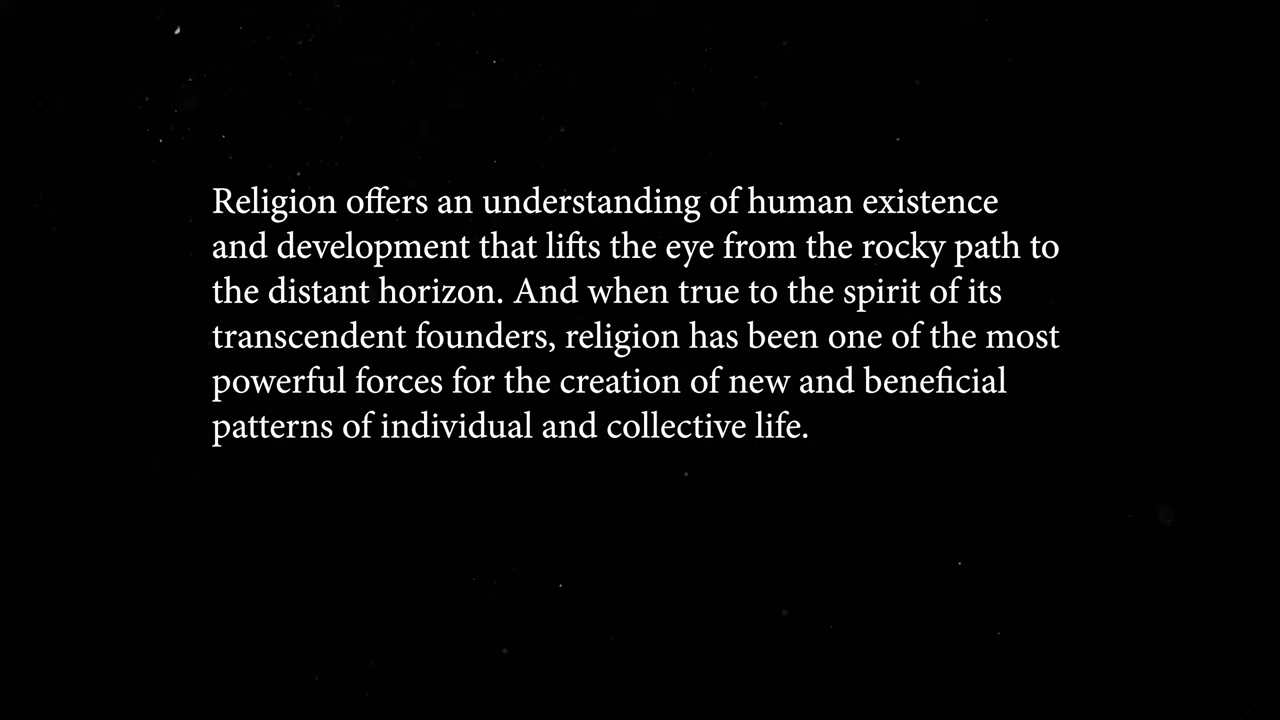 Religion offers an understanding of human existence
and development that lifts the eye from the rocky path to
the distant horizon. And when true to the spirit of its
transcendent founders, religion has been one of the most
powerful forces for the creation of new and beneficial
patterns of individual and collective life.